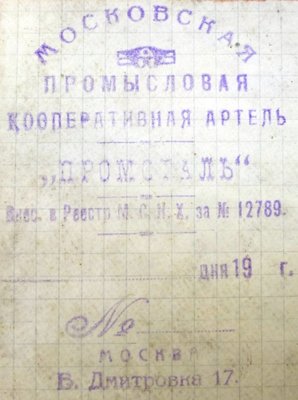 МОСКОВСКАЯ
ПРОМЫСЛОВАЯ
КООПЕРАТИВНАЯ АРТЕЛЬ
„ПРОМСТАЛЬ“
Внес. в Реестр М. С. Н. Х. за № 12789.
дня 19 г.
№
МОСКВА
Б. Дмитровка 17.